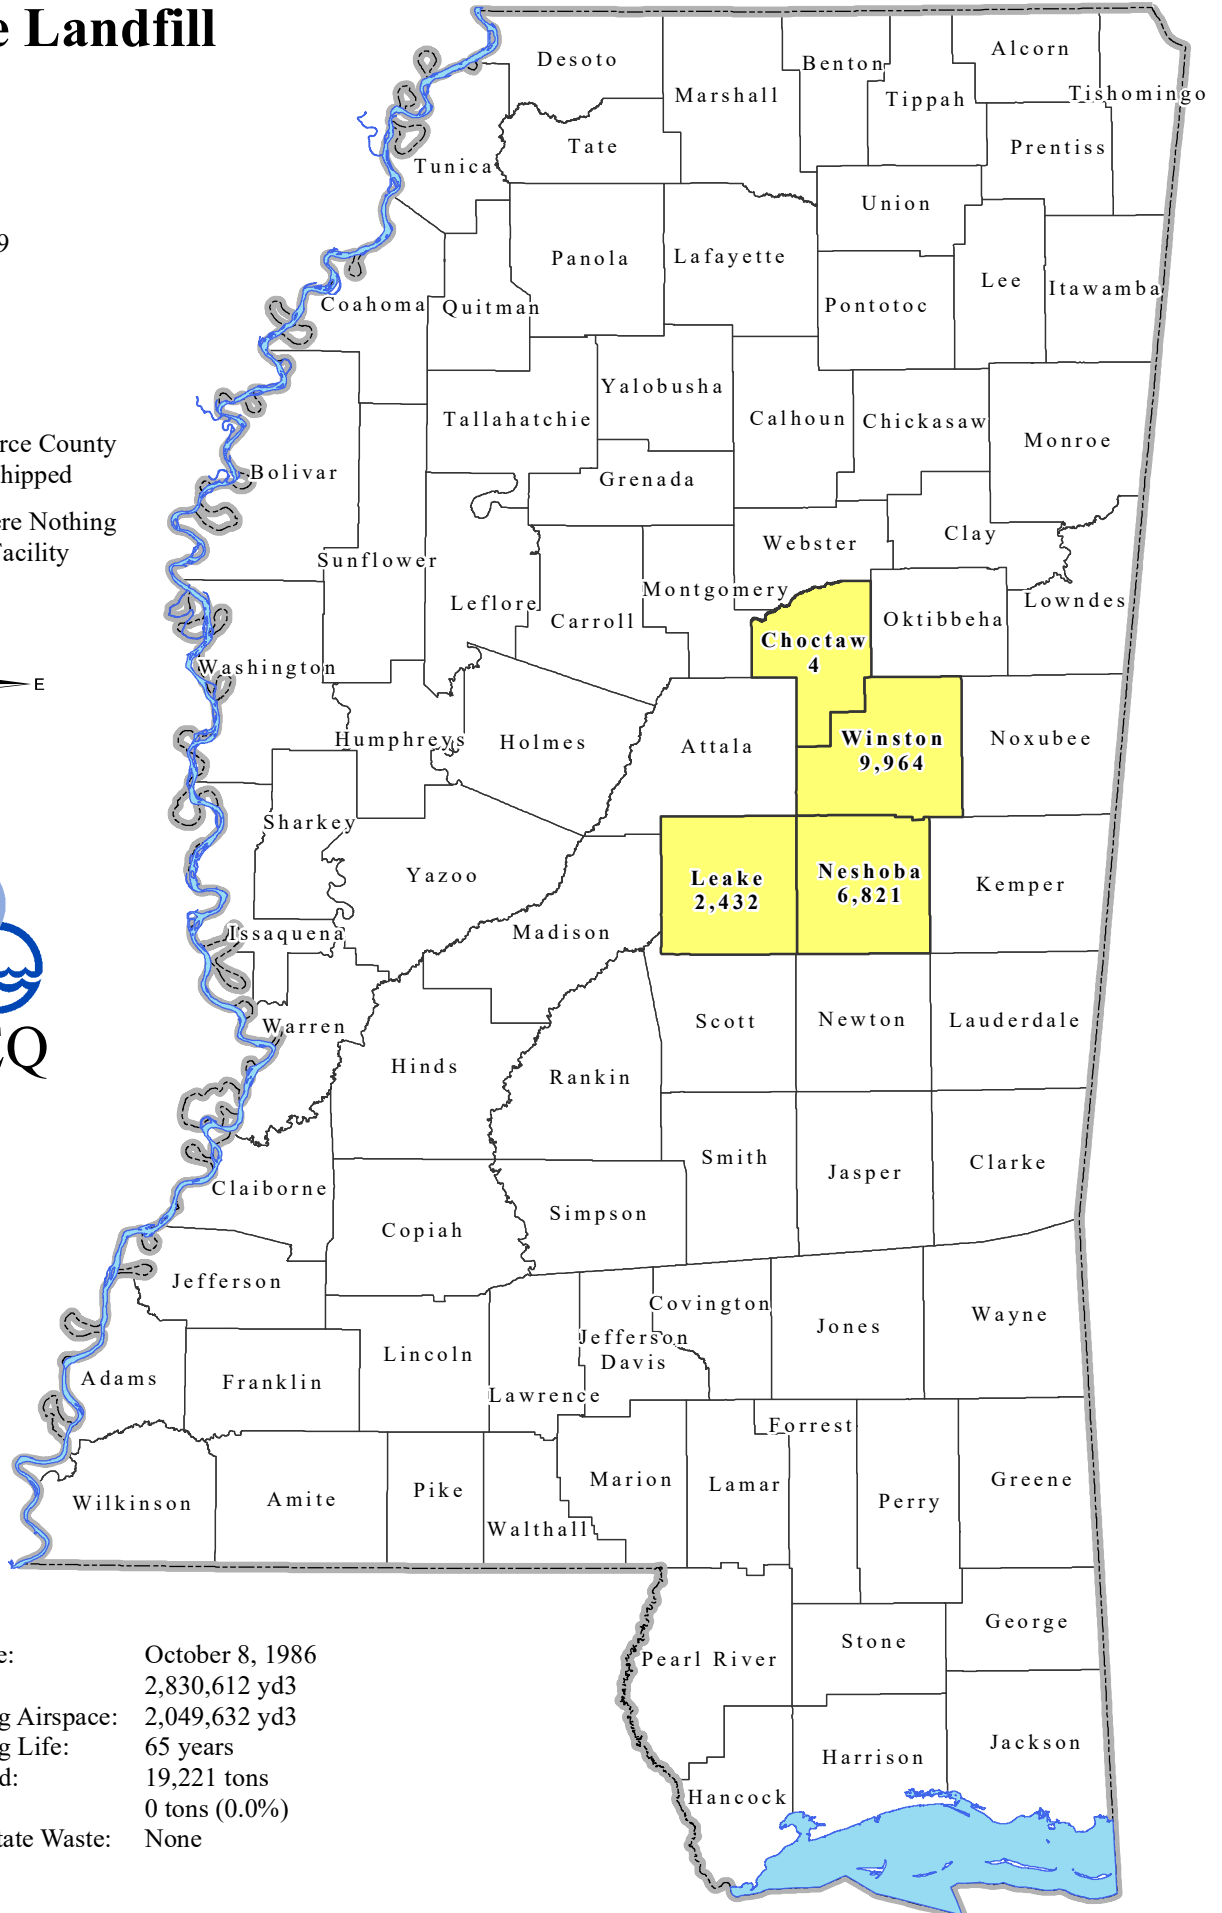 e Landfill
Desoto
Marshall
Benton
Alcorn
Tippah
Tishomingo
Tate
Tunica
Prentiss
Union
Panola
Lafayette
Lee
Itawamba
Coahoma
Quitman
Pontotoc
9
Yalobusha
Tallahatchie
Calhoun
Chickasaw
Monroe
rce County
hipped
Bolivar
Grenada
ere Nothing
acility
Sunflower
Webster
Clay
Leflore
Montgomery
Carroll
Oktibbeha
Lowndes
Choctaw
4
Washington
E
Humphreys
Holmes
Attala
Winston
9,964
Noxubee
Sharkey
Yazoo
Leake
2,432
Neshoba
6,821
Kemper
Issaquena
Madison
Warren
Scott
Newton
Lauderdale
CQ
Hinds
Rankin
Smith
Jasper
Clarke
Claiborne
Copiah
Simpson
Jefferson
Covington
Jones
Wayne
Jefferson
Davis
Lincoln
Adams
Franklin
Lawrence
Forrest
Marion
Lamar
Greene
Wilkinson
Amite
Pike
Perry
Walthall
George
Stone
Pearl River
Jackson
Harrison
Hancock
e: October 8, 1986
2,830,612 yd3
g Airspace: 2,049,632 yd3
g Life: 65 years
d: 19,221 tons
0 tons (0.0%)
tate Waste: None